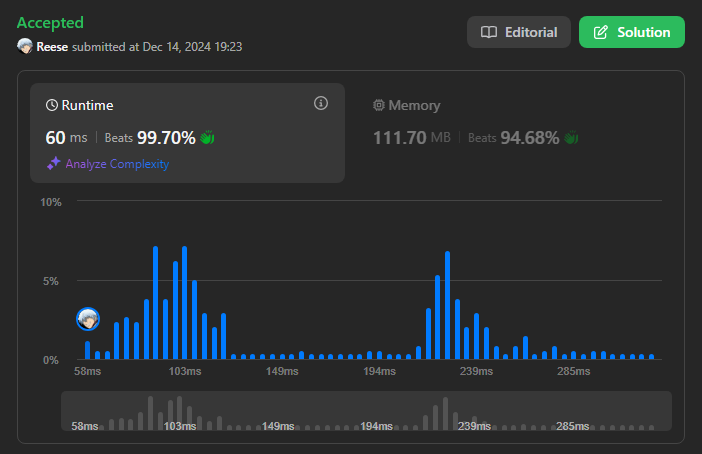 Accepted
Reese submitted at Dec 14, 2024 19:23
Editorial
Solution
Runtime
60 ms | Beats 99.70%
Analyze Complexity
Memory
111.70 MB | Beats 94.68%
10%
5%
0%
58ms 103ms 149ms 194ms 239ms 285ms
58ms 103ms 149ms 194ms 239ms 285ms